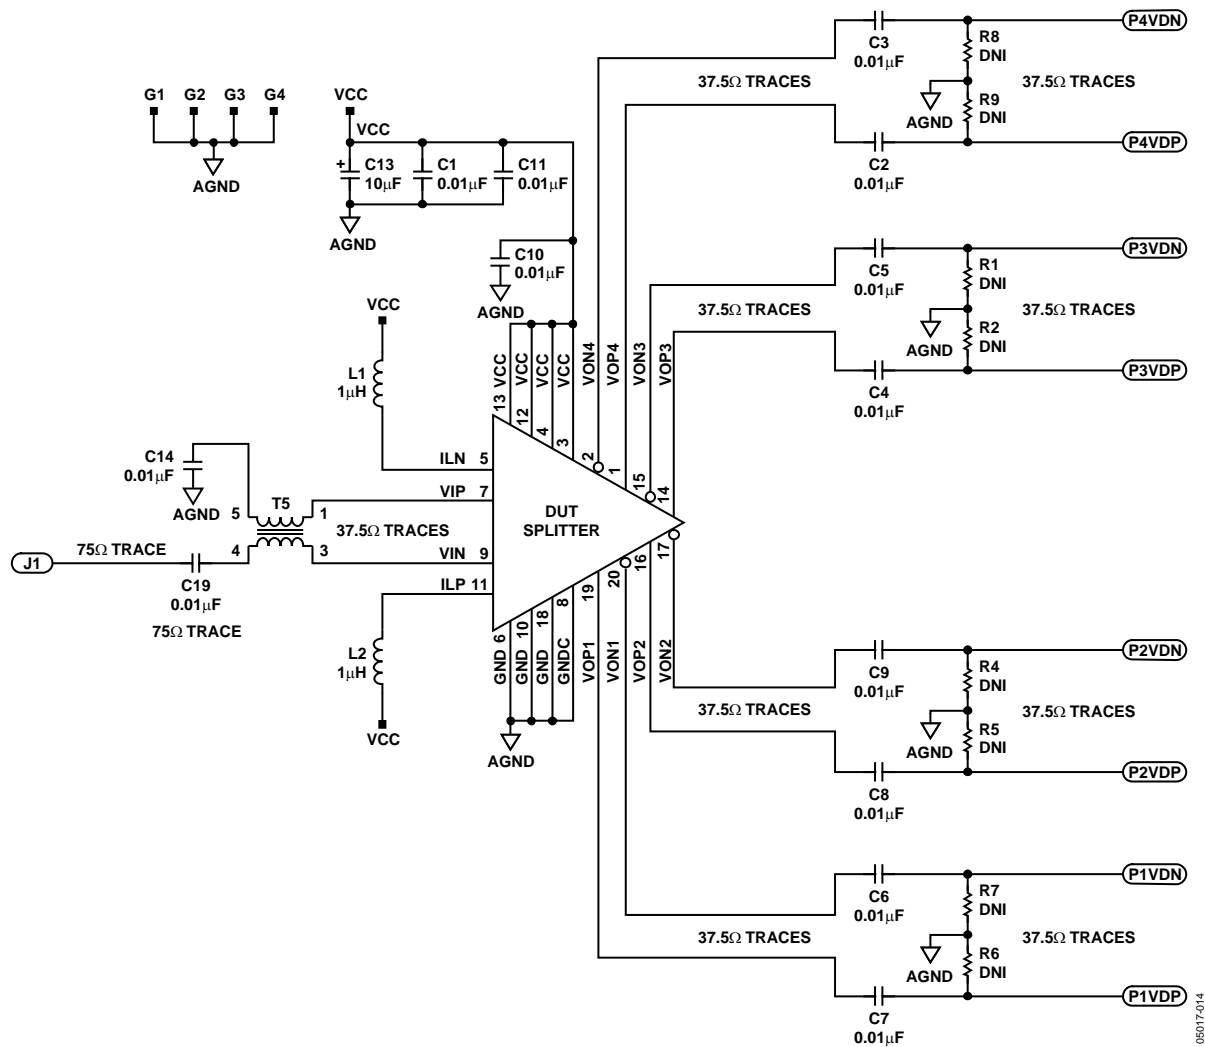 G1 G2 G3 G4
AGND
VCC
VCC
C13
10μF
C1
0.01μF
C11
0.01μF
AGND
C10
0.01μF
AGND
VCC
L1
1μH
13 VCC
12 VCC
4 VCC
3 VCC
2 VON4
1 VOP4
15 VON3
14 VOP3
C3
0.01μF
37.5Ω TRACES
C2
0.01μF
AGND
R8
DNI
R9
DNI
37.5Ω TRACES
P4VDN
P4VDP
C5
0.01μF
37.5Ω TRACES
C4
0.01μF
AGND
R1
DNI
R2
DNI
37.5Ω TRACES
P3VDN
P3VDP
C14
0.01μF
AGND
T5
5 1
4 3
37.5Ω TRACES
J1
75Ω TRACE
C19
0.01μF
75Ω TRACE
ILN 5
VIP 7
VIN 9
ILP 11
DUT
SPLITTER
L2
1μH
VCC
GND 6
GND 10
GND 18
GNDC 8
AGND
VOP1 19
VON1 20
VOP2 16
VON2 17
C9
0.01μF
37.5Ω TRACES
C8
0.01μF
AGND
R4
DNI
R5
DNI
37.5Ω TRACES
P2VDN
P2VDP
C6
0.01μF
37.5Ω TRACES
C7
0.01μF
AGND
R7
DNI
R6
DNI
37.5Ω TRACES
P1VDN
P1VDP
05017-014